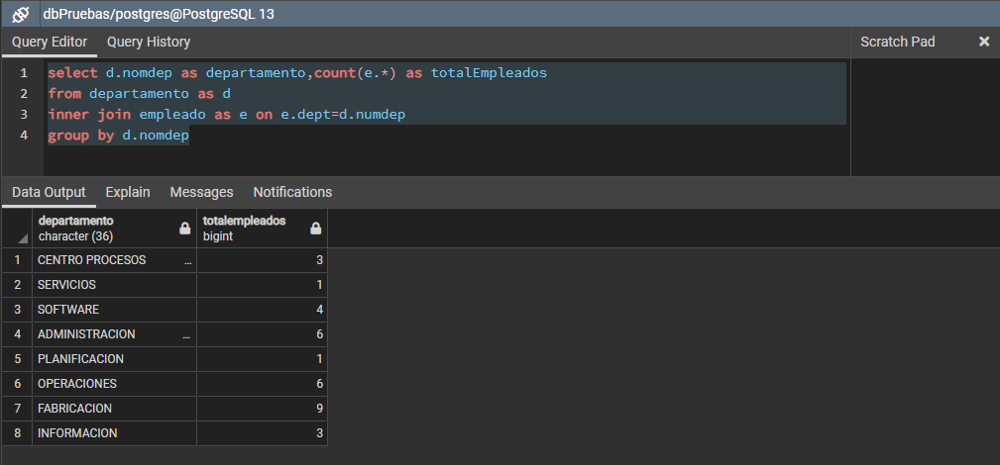 dbPruebas/postgres@PostgreSQL 13
Query Editor Query History Scratch Pad
1 select d.nomdep as departamento,count(e.*) as totalEmpleados
2 from departamento as d
3 inner join empleado as e on e.dept=d.numdep
4 group by d.nomdep
Data Output Explain Messages Notifications
departamento totalempleados
character (36) bigint
1 CENTRO PROCESOS ... 3
2 SERVICIOS 1
3 SOFTWARE 4
4 ADMINISTRACION ... 6
5 PLANIFICACION 1
6 OPERACIONES 6
7 FABRICACION 9
8 INFORMACION 3